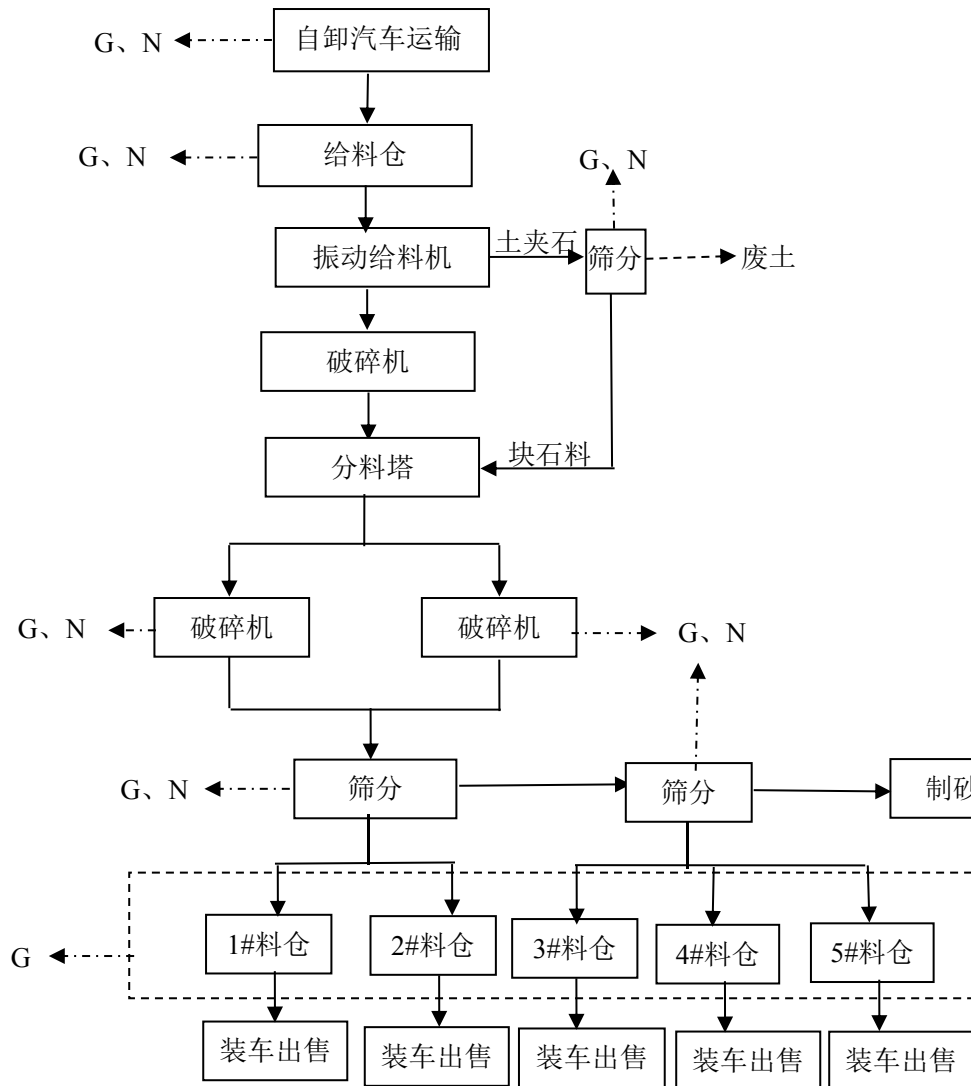 G、N
自卸汽车运输
G、N
给料仓
G、N
振动给料机
土夹石
筛分
废土
破碎机
分料塔
块石料
G、N
破碎机
破碎机
G、N
G、N
筛分
筛分
制砂
G
1#料仓
2#料仓
3#料仓
4#料仓
5#料仓
装车出售
装车出售
装车出售
装车出售
装车出售